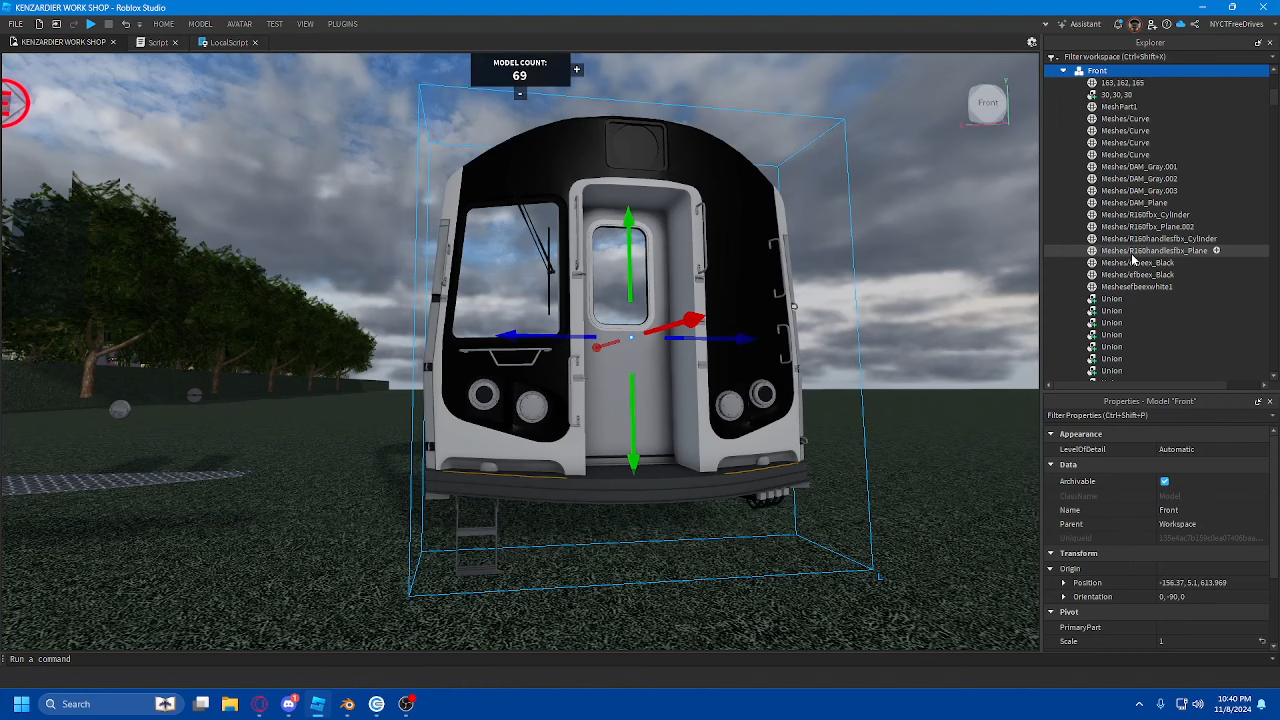 KENZARDIER WORK SHOP - Roblox Studio
FILE HOME MODEL AVATAR TEST VIEW PLUGINS Assistant NYCTFreeDrives
KENZARDIER WORK SHOP Script LocalScript
MODEL COUNT:
69
+
-
Front
Y
Explorer
Filter workspace (Ctrl+Shift+X)
Front
163, 162, 165
30, 30, 30
MeshPart1
Meshes/Curve
Meshes/Curve
Meshes/Curve
Meshes/Curve
Meshes/DAM_Gray.001
Meshes/DAM_Gray.002
Meshes/DAM_Gray.003
Meshes/DAM_Plane
Meshes/R160fbx_Cylinder
Meshes/R160fbx_Plane.002
Meshes/R160handlesfbx_Cylinder
Meshes/R160handlesfbx_Plane
Meshes/efbeex_Black
Meshes/efbeex_Black
Meshesefbeexwhite1
Union
Union
Union
Union
Union
Union
Union
Properties - Model "Front"
Filter Properties (Ctrl+Shift+P)
Appearance
LevelOfDetail Automatic
Data
Archivable
ClassName Model
Name Front
Parent Workspace
UniqueId
Transform
Origin
Position -156.37, 5.1, 613.969
Orientation 0,-90,0
Pivot
PrimaryPart
Scale 1
Run a command
Search
1
10:40 PM
11/8/2024